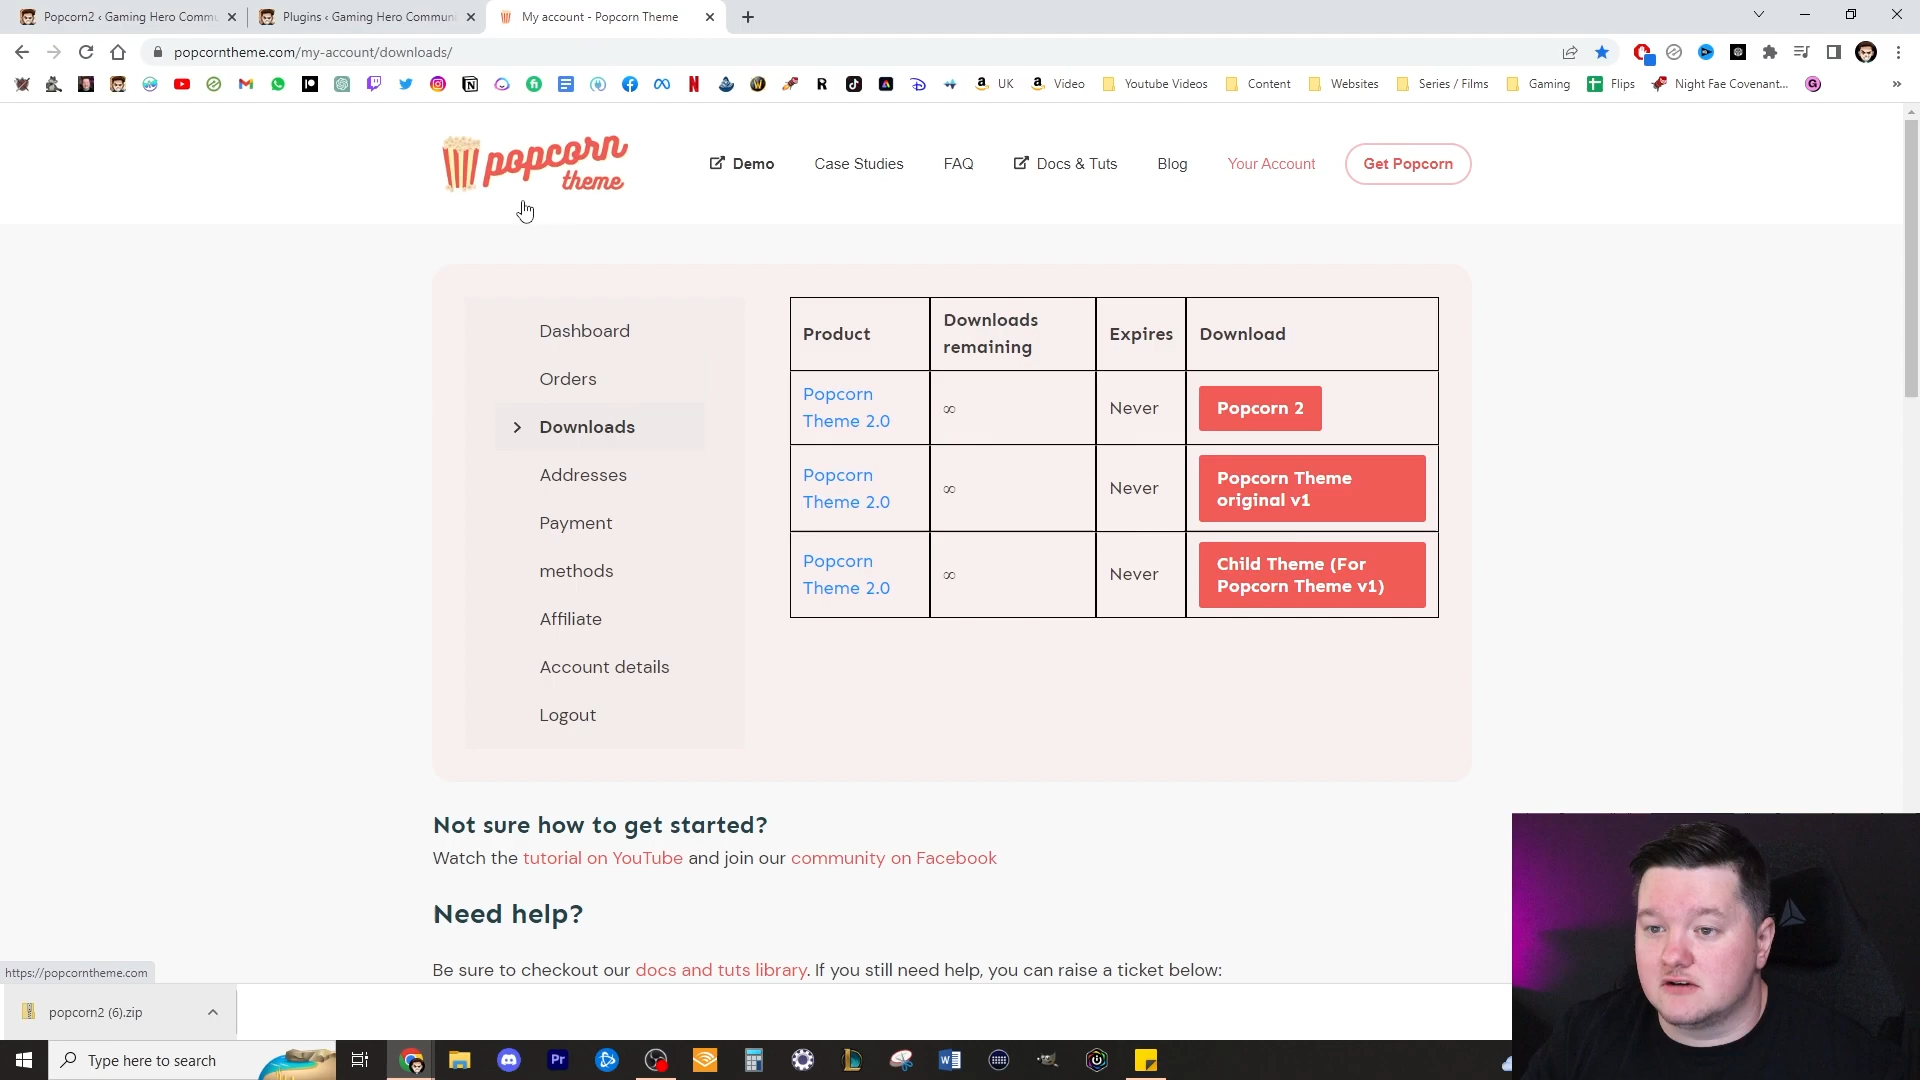 Popcorn2 ‹ Gaming Hero Commu
Plugins ‹ Gaming Hero Communi
My account - Popcorn Theme
popcorntheme.com/my-account/downloads/
UK
Video
Youtube Videos
Content
Websites
Series / Films
Gaming
Flips
Night Fae Covenant...
popcorn
theme
Demo
Case Studies
FAQ
Docs & Tuts
Blog
Your Account
Get Popcorn
Dashboard
Orders
Downloads
Addresses
Payment
methods
Affiliate
Account details
Logout
Product
Downloads
remaining
Expires
Download
Popcorn
Theme 2.0
∞
Never
Popcorn 2
Popcorn
Theme 2.0
∞
Never
Popcorn Theme
original v1
Popcorn
Theme 2.0
∞
Never
Child Theme (For
Popcorn Theme v1)
Not sure how to get started?
Watch the tutorial on YouTube and join our community on Facebook
Need help?
Be sure to checkout our docs and tuts library. If you still need help, you can raise a ticket below:
https://popcorntheme.com
popcorn2 (6).zip
Type here to search